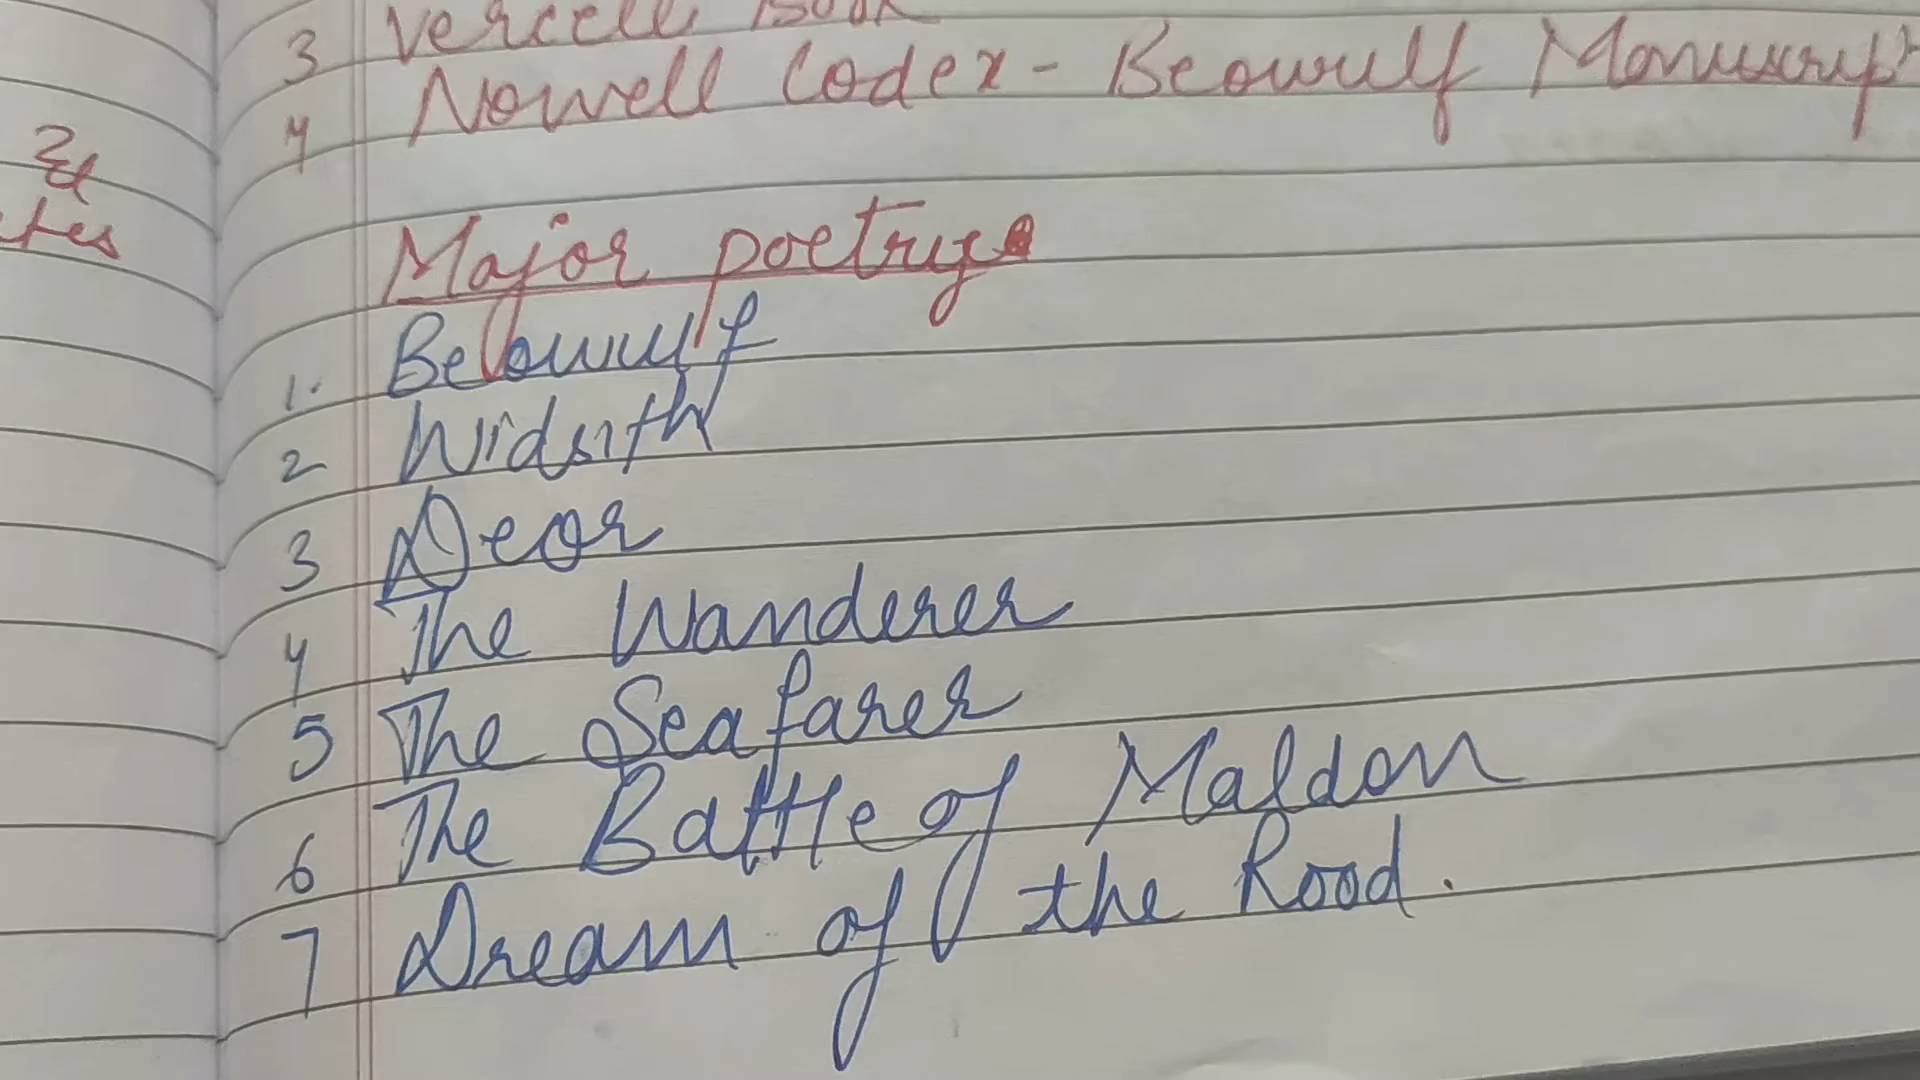 3 Vercelli Book
4 Nowell Codex - Beowulf Manuscript
Major poetry
1. Beowulf
2 Widsith
3 Deor
4 The Wanderer
5 The Seafarer
6 The Battle of Maldon
7 Dream of the Rood.